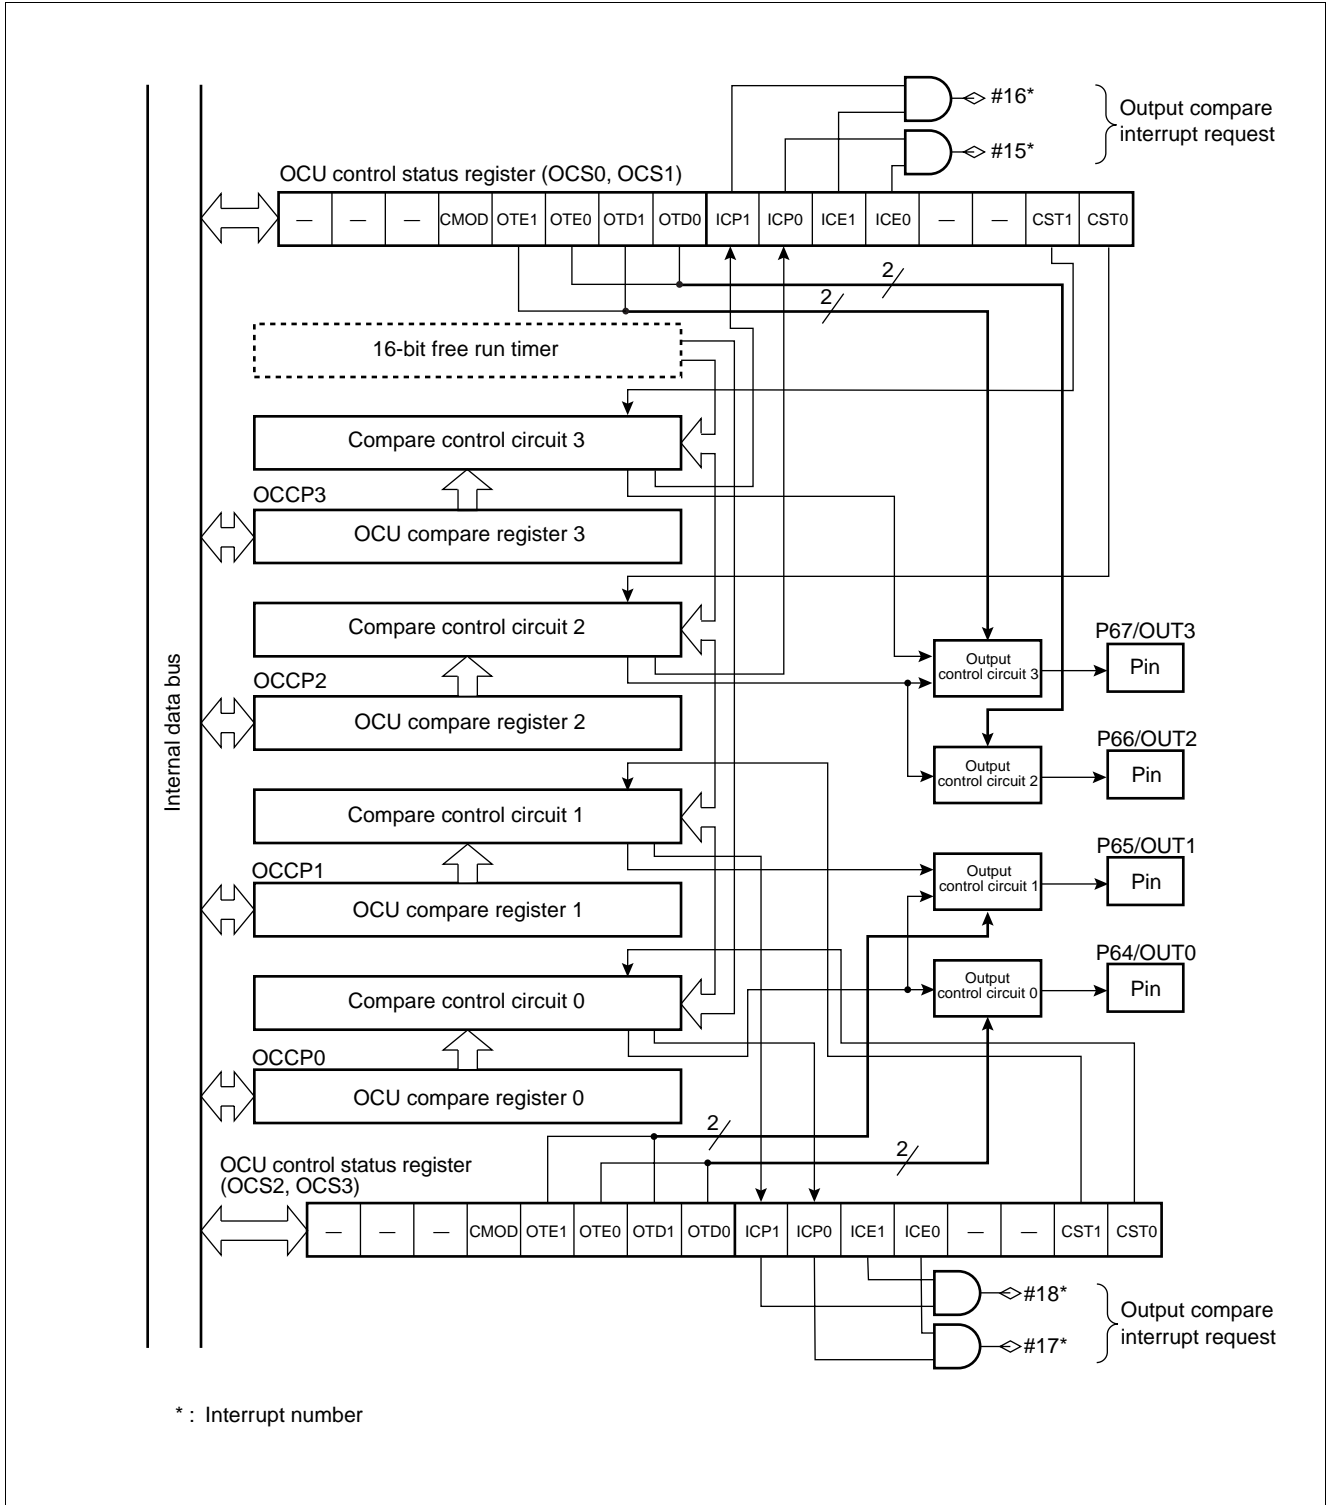 #16*
Output compare
interrupt request
#15*
OCU control status register (OCS0, OCS1)
— — — CMOD OTE1 OTE0 OTD1 OTD0 ICP1 ICP0 ICE1 ICE0 — — CST1 CST0
2
2
16-bit free run timer
Compare control circuit 3
OCCP3
OCU compare register 3
Compare control circuit 2
OCCP2
OCU compare register 2
Compare control circuit 1
OCCP1
OCU compare register 1
Compare control circuit 0
OCCP0
OCU compare register 0
Internal data bus
Output
control circuit 3
P67/OUT3
Pin
Output
control circuit 2
P66/OUT2
Pin
Output
control circuit 1
P65/OUT1
Pin
Output
control circuit 0
P64/OUT0
Pin
2
2
OCU control status register
(OCS2, OCS3)
— — — CMOD OTE1 OTE0 OTD1 OTD0 ICP1 ICP0 ICE1 ICE0 — — CST1 CST0
#18*
Output compare
interrupt request
#17*
* : Interrupt number